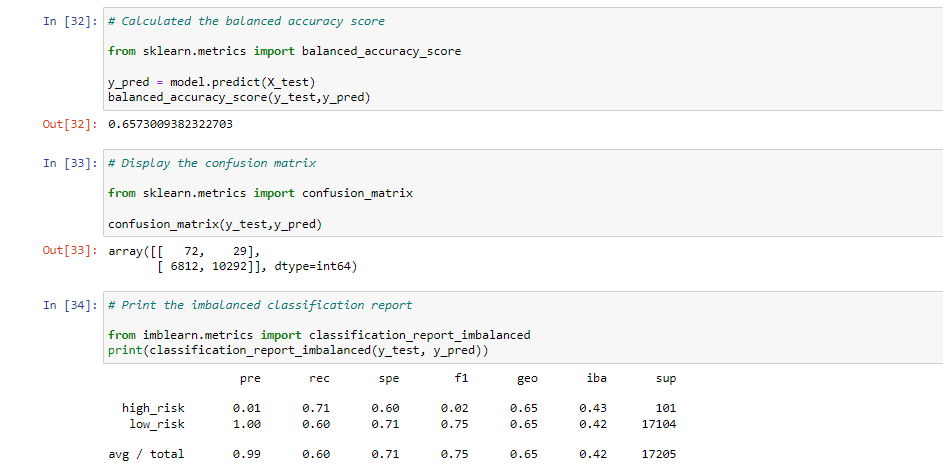 In [32]: # Calculated the balanced accuracy score
from sklearn.metrics import balanced_accuracy_score
y_pred = model.predict(X_test)
balanced_accuracy_score(y_test,y_pred)
Out[32]: 0.6573009382322703
In [33]: # Display the confusion matrix
from sklearn.metrics import confusion_matrix
confusion_matrix(y_test,y_pred)
Out[33]: array([[   72,    29],
       [ 6812, 10292]], dtype=int64)
In [34]: # Print the imbalanced classification report
from imblearn.metrics import classification_report_imbalanced
print(classification_report_imbalanced(y_test, y_pred))
pre rec spe f1 geo iba sup
high_risk 0.01 0.71 0.60 0.02 0.65 0.43 101
low_risk 1.00 0.60 0.71 0.75 0.65 0.42 17104
avg / total 0.99 0.60 0.71 0.75 0.65 0.42 17205